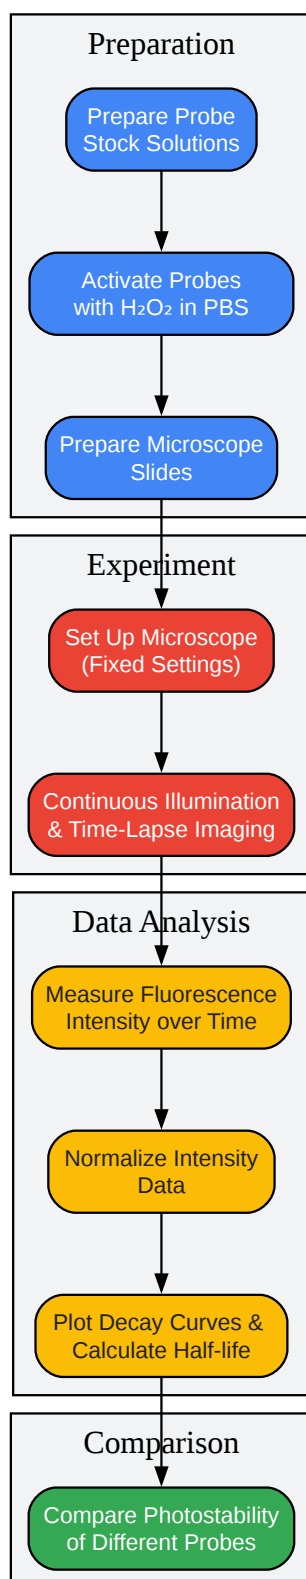 Preparation
Prepare Probe
Stock Solutions
Activate Probes
with H₂O₂ in PBS
Prepare Microscope
Slides
Experiment
Set Up Microscope
(Fixed Settings)
Continuous Illumination
& Time-Lapse Imaging
Data Analysis
Measure Fluorescence
Intensity over Time
Normalize Intensity
Data
Plot Decay Curves &
Calculate Half-life
Comparison
Compare Photostability
of Different Probes